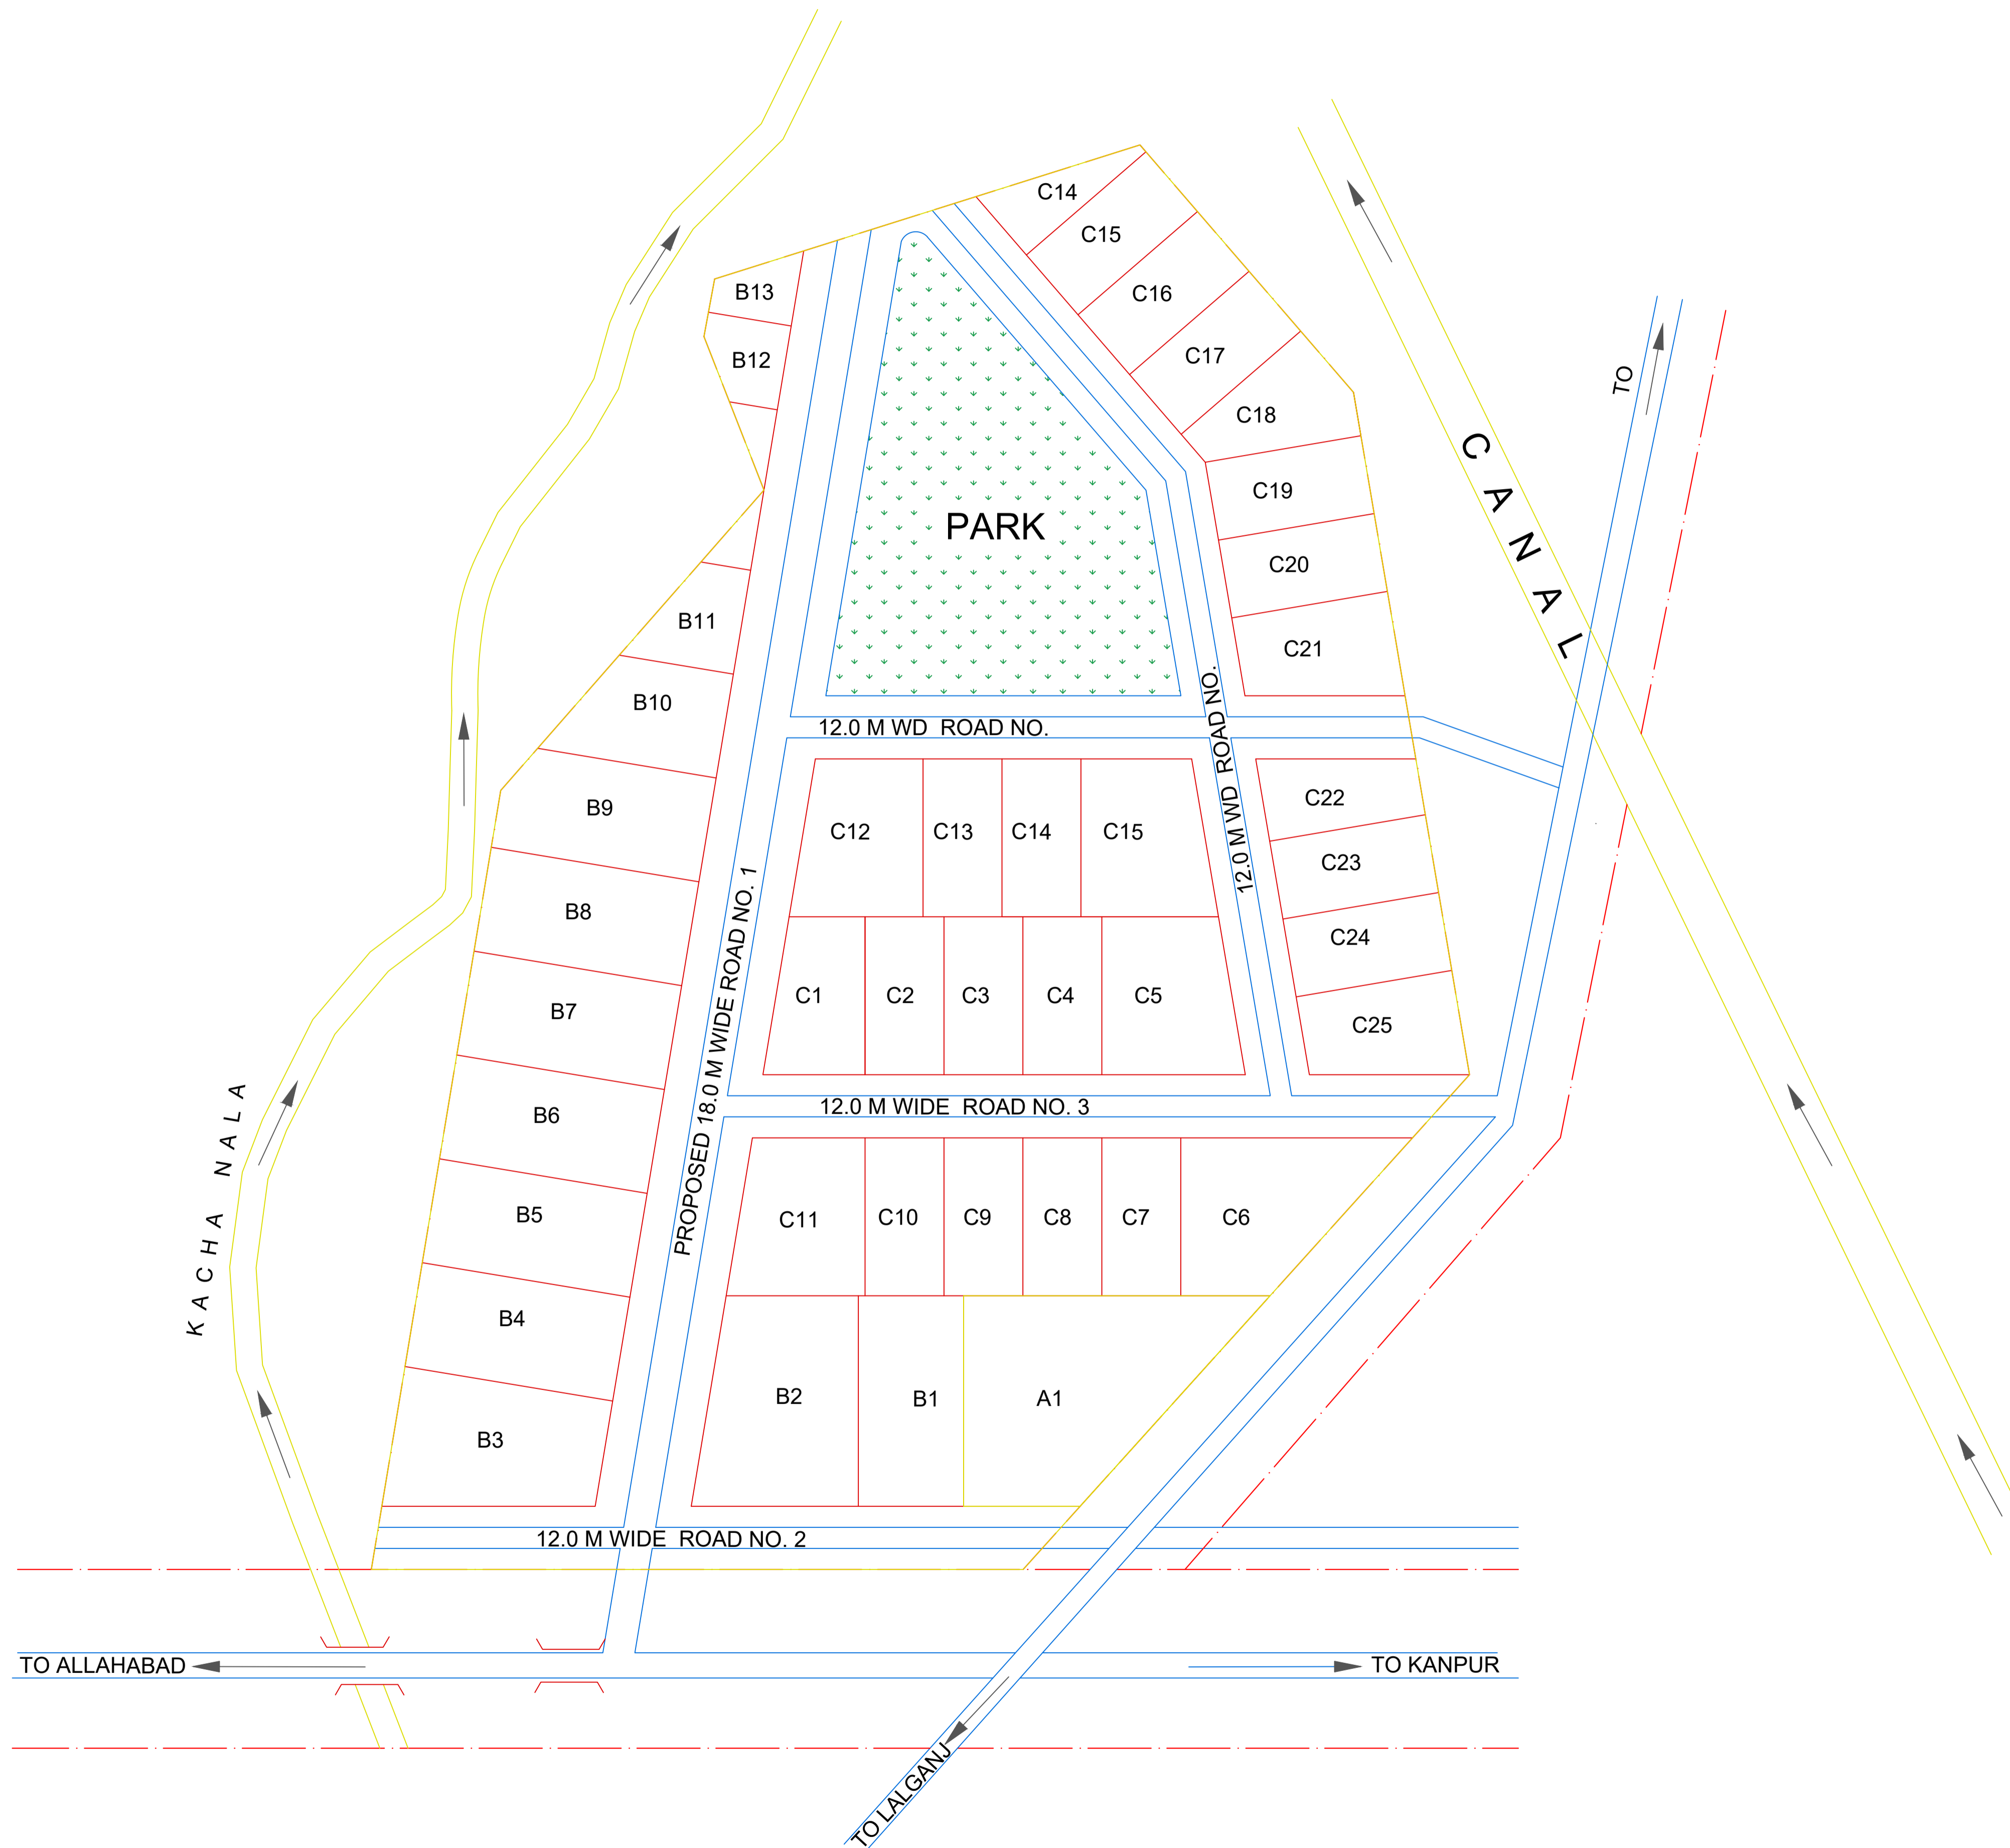 C14
C15
B13
C16
B12
C17
TO
C18
CANAL
C19
PARK
C20
B11
C21
B10
12.0 M WD ROAD NO.
12.0 M WD ROAD NO.
C22
B9
C12
C13
C14
C15
C23
B8
C24
PROPOSED 18.0 M WIDE ROAD NO. 1
C1
C2
C3
C4
C5
B7
C25
12.0 M WIDE ROAD NO. 3
B6
KACHA NALA
B5
C11
C10
C9
C8
C7
C6
B4
B2
B1
A1
B3
12.0 M WIDE ROAD NO. 2
TO ALLAHABAD
TO KANPUR
TO LALGANJ